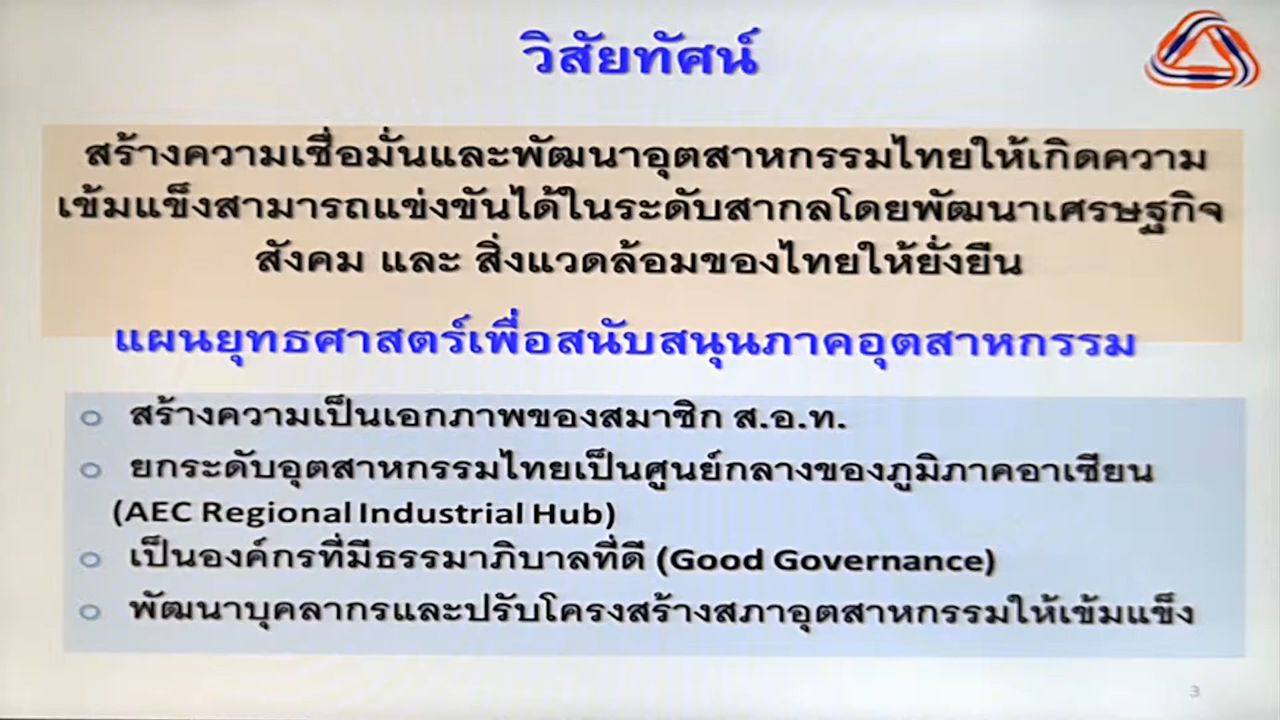 วิสัยทัศน์
สร้างความเชื่อมั่นและพัฒนาอุตสาหกรรมไทยให้เกิดความ
เข้มแข็งสามารถแข่งขันได้ในระดับสากลโดยพัฒนาเศรษฐกิจ
สังคม และ สิ่งแวดล้อมของไทยให้ยั่งยืน
แผนยุทธศาสตร์เพื่อสนับสนุนภาคอุตสาหกรรม
สร้างความเป็นเอกภาพของสมาชิก ส.อ.ท.
ยกระดับอุตสาหกรรมไทยเป็นศูนย์กลางของภูมิภาคอาเซียน
(AEC Regional Industrial Hub)
เป็นองค์กรที่มีธรรมาภิบาลที่ดี (Good Governance)
พัฒนาบุคลากรและปรับโครงสร้างสภาอุตสาหกรรมให้เข้มแข็ง
3